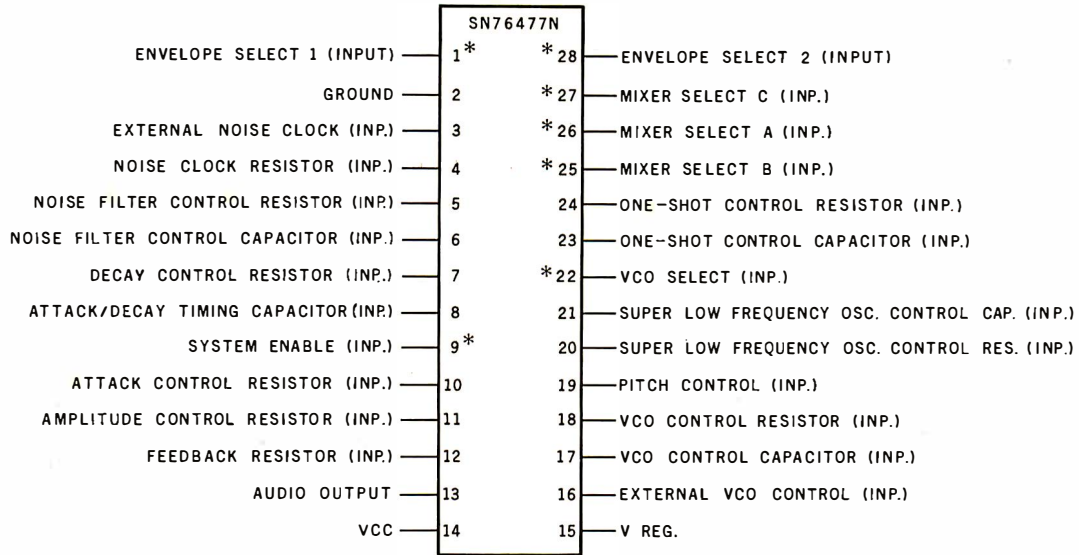 SN76477N
ENVELOPE SELECT 1 (INPUT) 1* *28 ENVELOPE SELECT 2 (INPUT)
GROUND 2 *27 MIXER SELECT C (INP.)
EXTERNAL NOISE CLOCK (INP.) 3 *26 MIXER SELECT A (INP.)
NOISE CLOCK RESISTOR (INP.) 4 *25 MIXER SELECT B (INP.)
NOISE FILTER CONTROL RESISTOR (INP.) 5 24 ONE-SHOT CONTROL RESISTOR (INP.)
NOISE FILTER CONTROL CAPACITOR (INP.) 6 23 ONE-SHOT CONTROL CAPACITOR (INP.)
DECAY CONTROL RESISTOR (INP.) 7 *22 VCO SELECT (INP.)
ATTACK/DECAY TIMING CAPACITOR (INP.) 8 21 SUPER LOW FREQUENCY OSC. CONTROL CAP. (INP.)
SYSTEM ENABLE (INP.) 9* 20 SUPER LOW FREQUENCY OSC. CONTROL RES. (INP.)
ATTACK CONTROL RESISTOR (INP.) 10 19 PITCH CONTROL (INP.)
AMPLITUDE CONTROL RESISTOR (INP.) 11 18 VCO CONTROL RESISTOR (INP.)
FEEDBACK RESISTOR (INP.) 12 17 VCO CONTROL CAPACITOR (INP.)
AUDIO OUTPUT 13 16 EXTERNAL VCO CONTROL (INP.)
VCC 14 15 V REG.